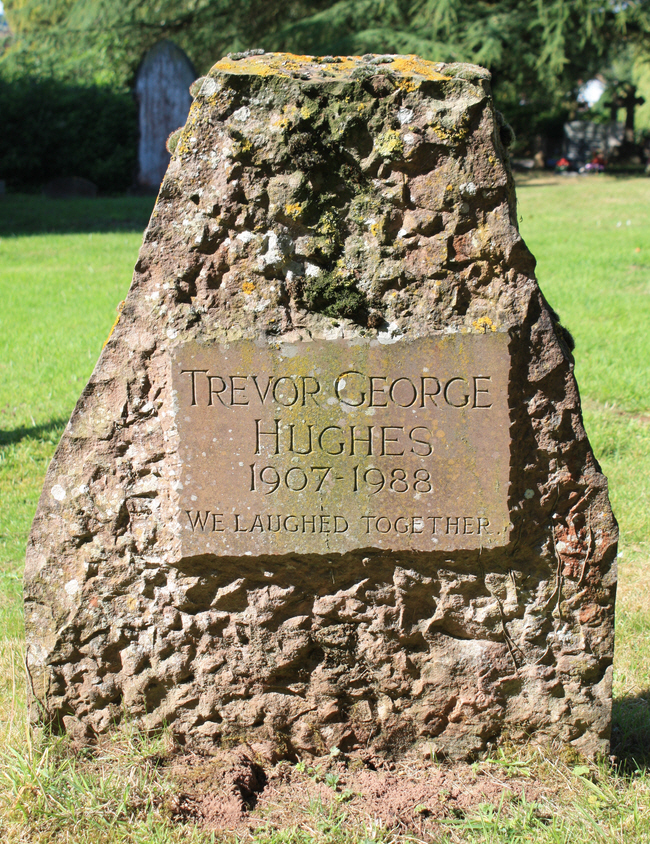 TREVOR GEORGE
HUGHES
1907-1988
WE LAUGHED TOGETHER